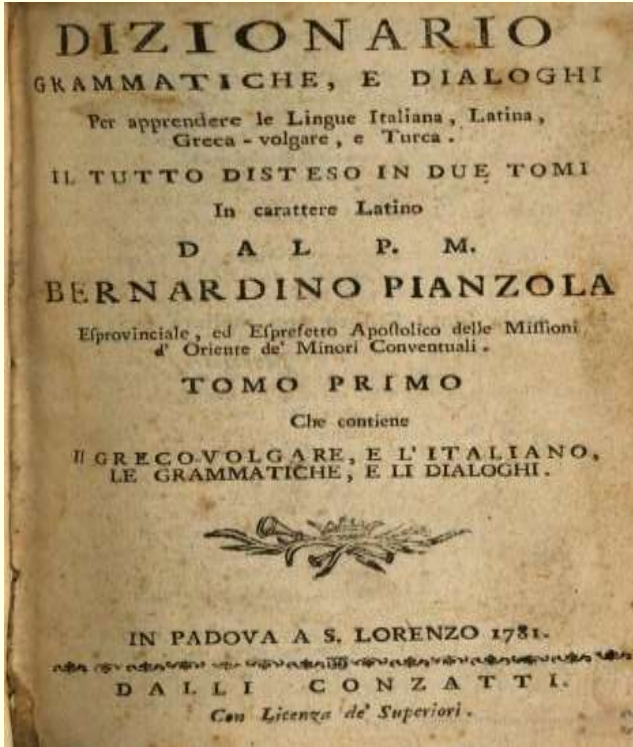 DIZIONARIO
GRAMMATICHE, E DIALOGHI
Per apprendere le Lingue Italiana, Latina,
Greca-volgare, e Turca.
IL TUTTO DISTESO IN DUE TOMI
In carattere Latino
DAL P. M.
BERNARDINO PIANZOLA
Eſprovinciale, ed Eſprefetto Apoſtolico delle Miſſioni
d' Oriente de' Minori Conventuali.
TOMO PRIMO
Che contiene
Il GRECO-VOLGARE, E L'ITALIANO,
LE GRAMMATICHE, E LI DIALOGHI.
IN PADOVA A S. LORENZO 1781.
DALLI CONZATTI.
Con Licenza de' Superiori.